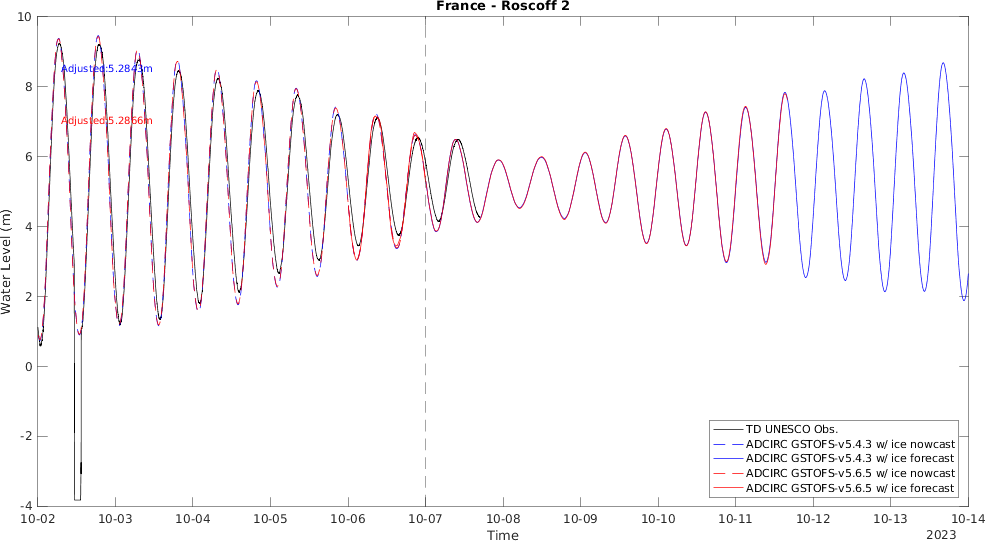 France - Roscoff 2
Water Level (m)
10
8
6
4
2
0
-2
-4
Adjusted:5.2843m
Adjusted:5.2866m
TD UNESCO Obs.
ADCIRC GSTOFS-v5.4.3 w/ ice nowcast
ADCIRC GSTOFS-v5.4.3 w/ ice forecast
ADCIRC GSTOFS-v5.6.5 w/ ice nowcast
ADCIRC GSTOFS-v5.6.5 w/ ice forecast
10-02 10-03 10-04 10-05 10-06 10-07 10-08 10-09 10-10 10-11 10-12 10-13 10-14
Time
2023